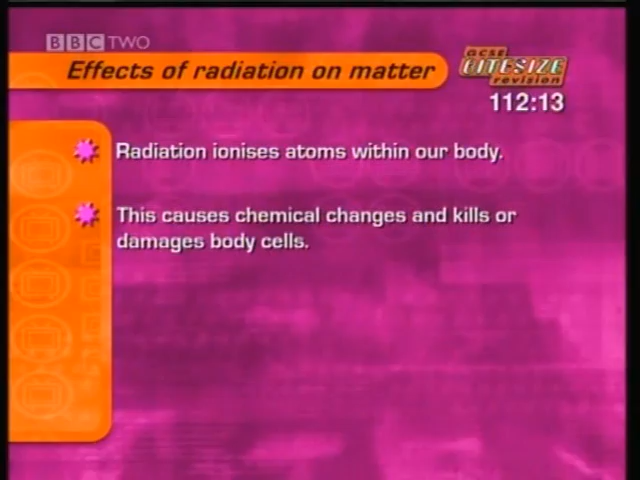 BBC TWO
Effects of radiation on matter
GCSE
BITESIZE
revision
112:13
Radiation ionises atoms within our body.
This causes chemical changes and kills or
damages body cells.